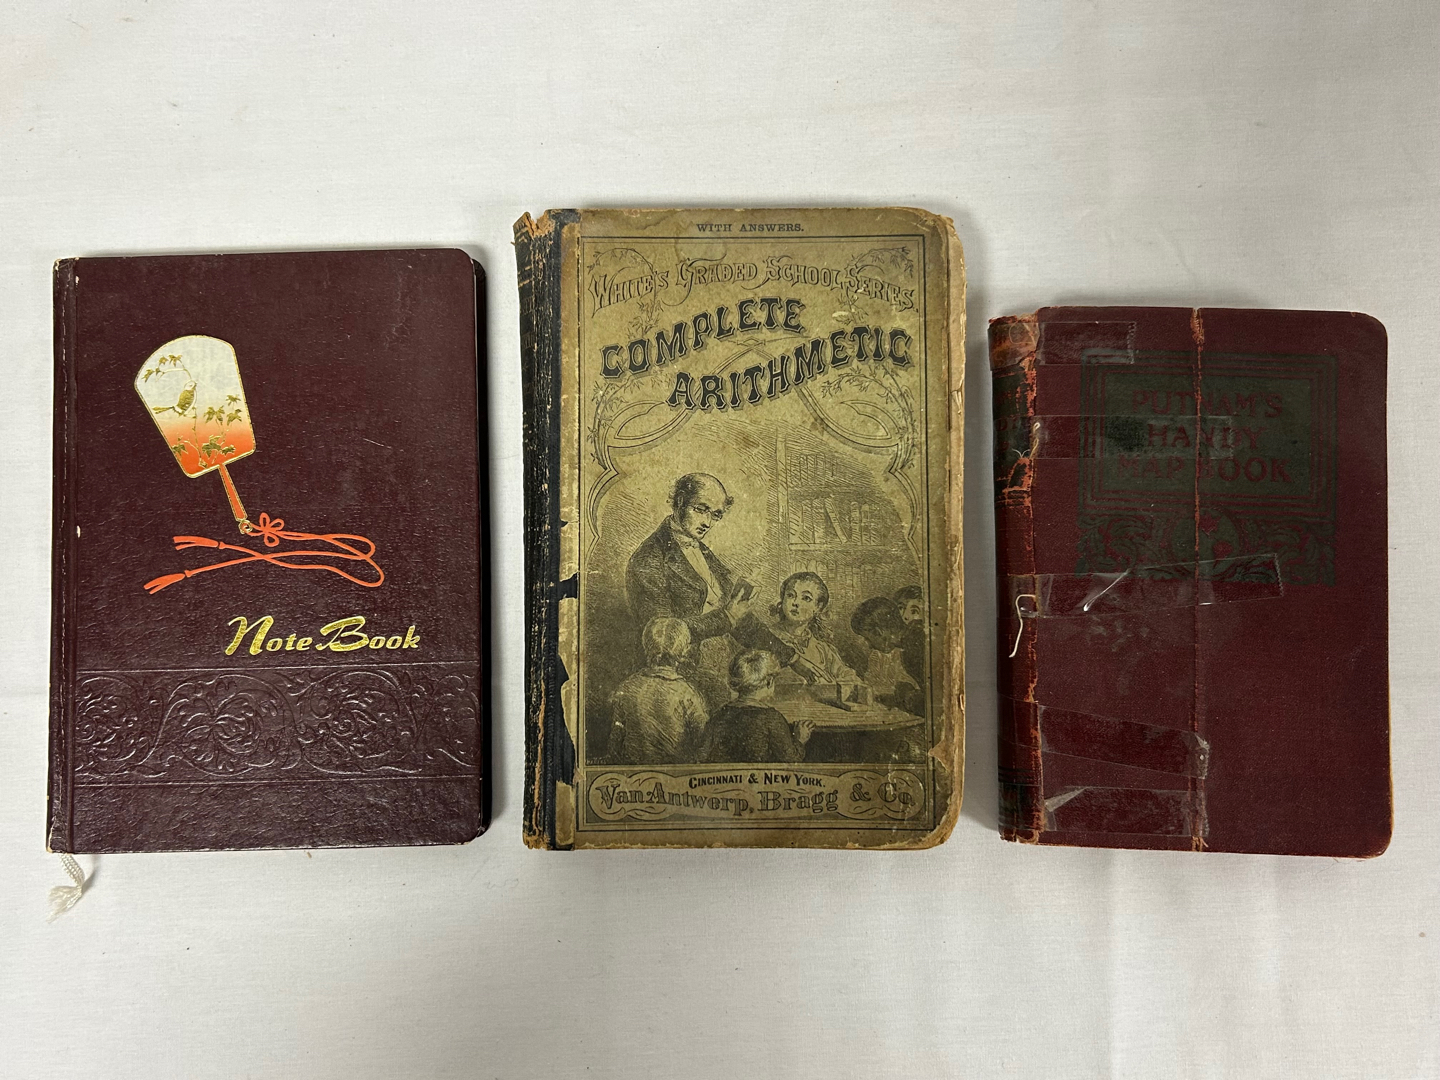 Note Book
WITH ANSWERS.
WHITE'S GRADED SCHOOL SERIES
COMPLETE
ARITHMETIC
CINCINNATI & NEW YORK.
Van Antwerp, Bragg & Co.
PUTNAM'S
HANDY
MAP BOOK